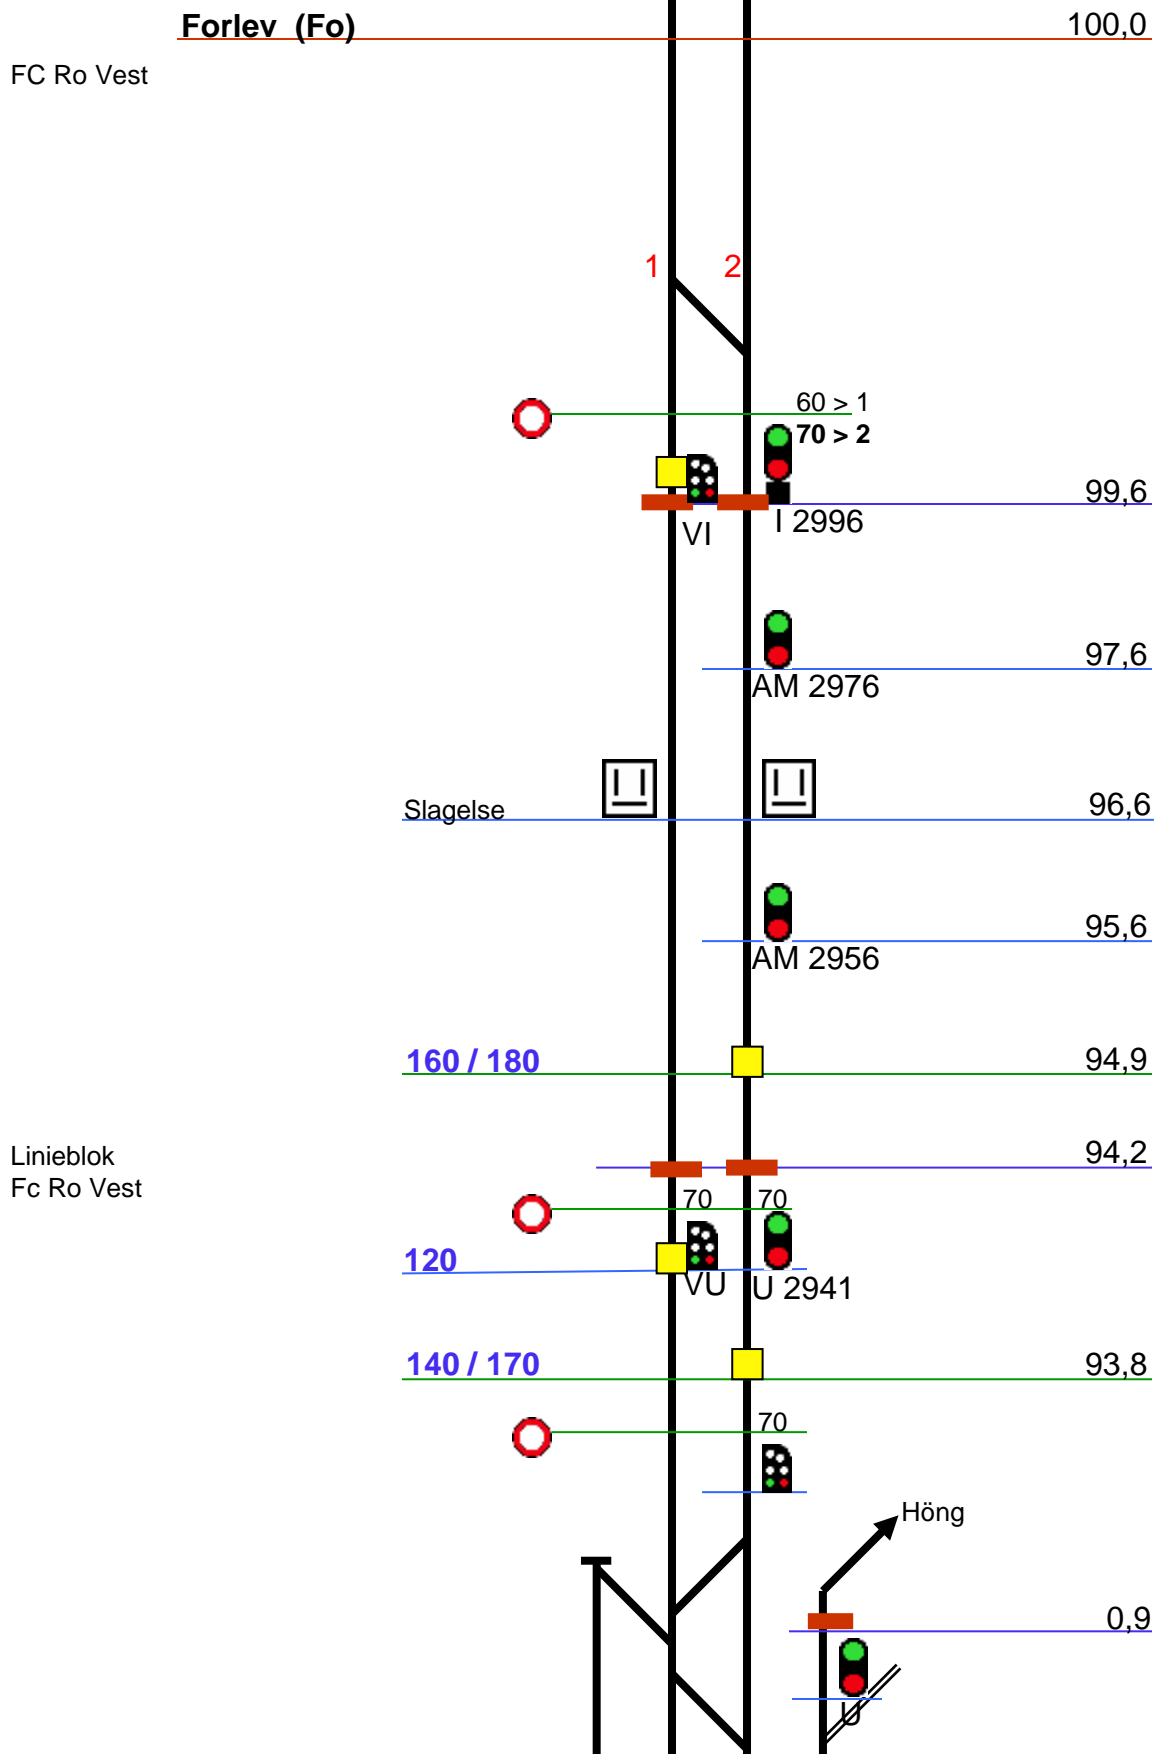 Forlev (Fo) 100,0
FC Ro Vest
1 2
60 > 1
70 > 2
99,6
VI I 2996
97,6
AM 2976
Slagelse 96,6
95,6
AM 2956
160 / 180 94,9
Linieblok 94,2
Fc Ro Vest
70 70
120
VU U 2941
140 / 170 93,8
70
Höng
0,9
U